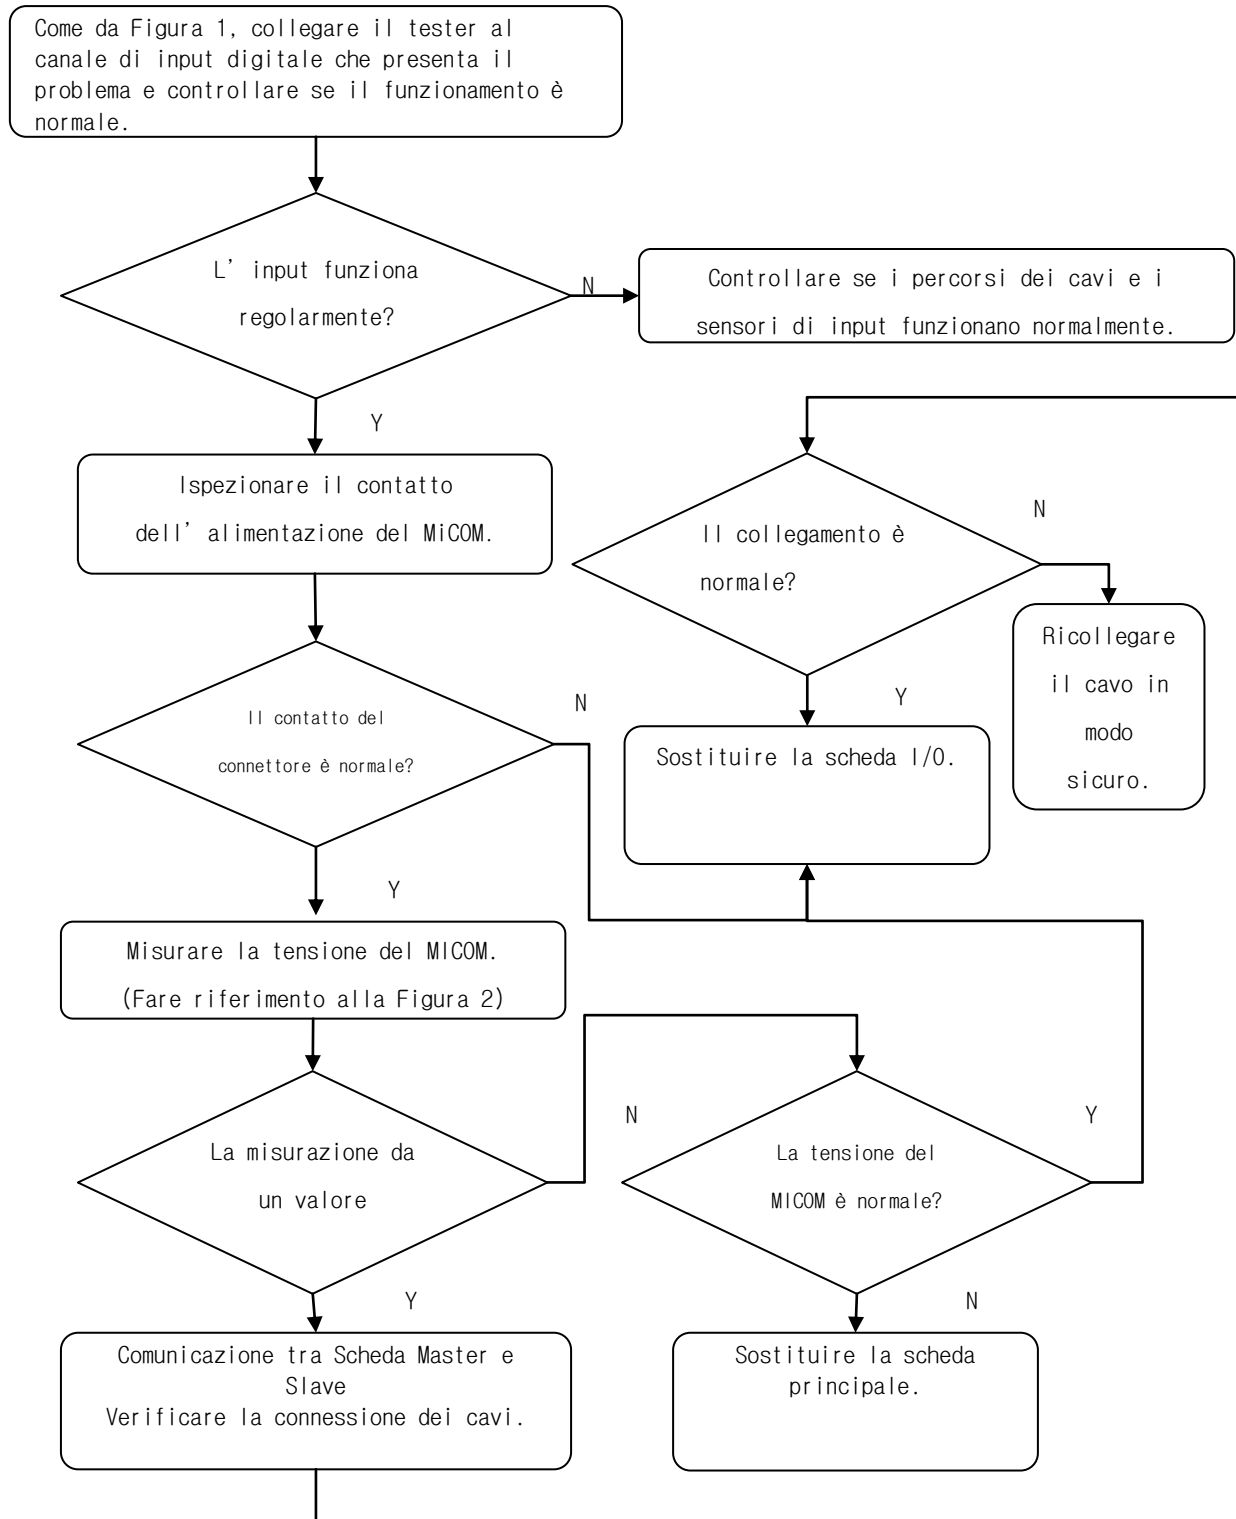 Come da Figura 1, collegare il tester al
canale di input digitale che presenta il
problema e controllare se il funzionamento è
normale.
L' input funziona
regolarmente?
N
Controllare se i percorsi dei cavi e i
sensori di input funzionano normalmente.
Y
Ispezionare il contatto
dell' alimentazione del MiCOM.
Il collegamento è
normale?
N
Ricollegare
il cavo in
modo
sicuro.
Y
Sostituire la scheda I/O.
Il contatto del
connettore è normale?
N
Y
Misurare la tensione del MICOM.
(Fare riferimento alla Figura 2)
La misurazione da
un valore
N
La tensione del
MICOM è normale?
Y
Y
N
Comunicazione tra Scheda Master e
Slave
Verificare la connessione dei cavi.
Sostituire la scheda
principale.